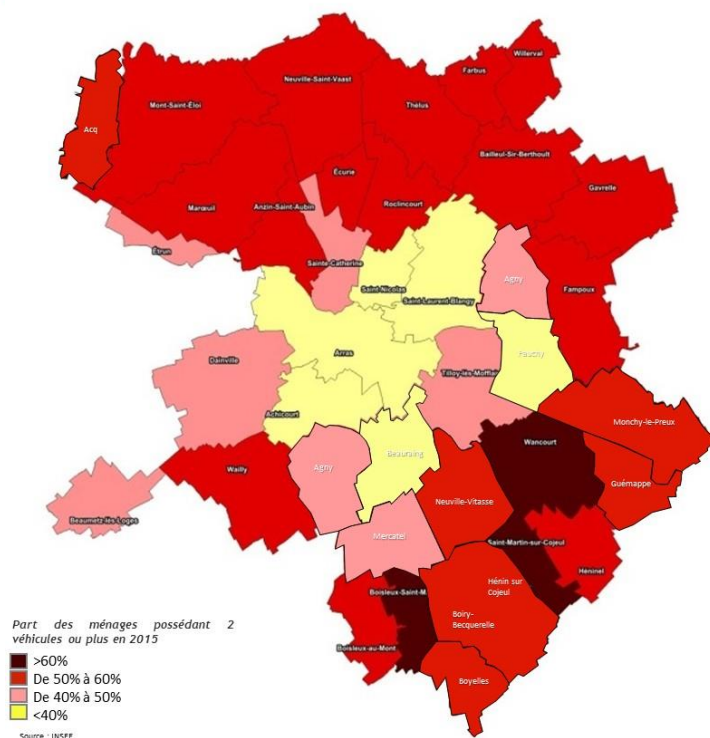 Willerval
Farbus
Neuville-Saint-Vaast
Mont-Saint-Éloi
Thélus
Acq
Bailleul-Sir-Berthoult
Écurie
Gavrelle
Marœuil
Anzin-Saint-Aubin
Roclincourt
Étrun
Sainte-Catherine
Agny
Saint-Nicolas
Fampoux
Saint-Laurent-Blangy
Arras
Feuchy
Dainville
Tilloy-lès-Mofflai
Achicourt
Monchy-le-Preux
Wancourt
Beauraing
Agny
Wailly
Guémappe
Neuville-Vitasse
Beaumetz-lès-Loges
Mercatel
Saint-Martin-sur-Cojeul
Héninel
Hénin sur
Cojeul
Boisleux-Saint-M.
Boiry-
Becquerelle
Boisleux-au-Mont
Boyelles
Part des ménages possédant 2
véhicules ou plus en 2015
>60%
De 50% à 60%
De 40% à 50%
<40%
Source : INSEE